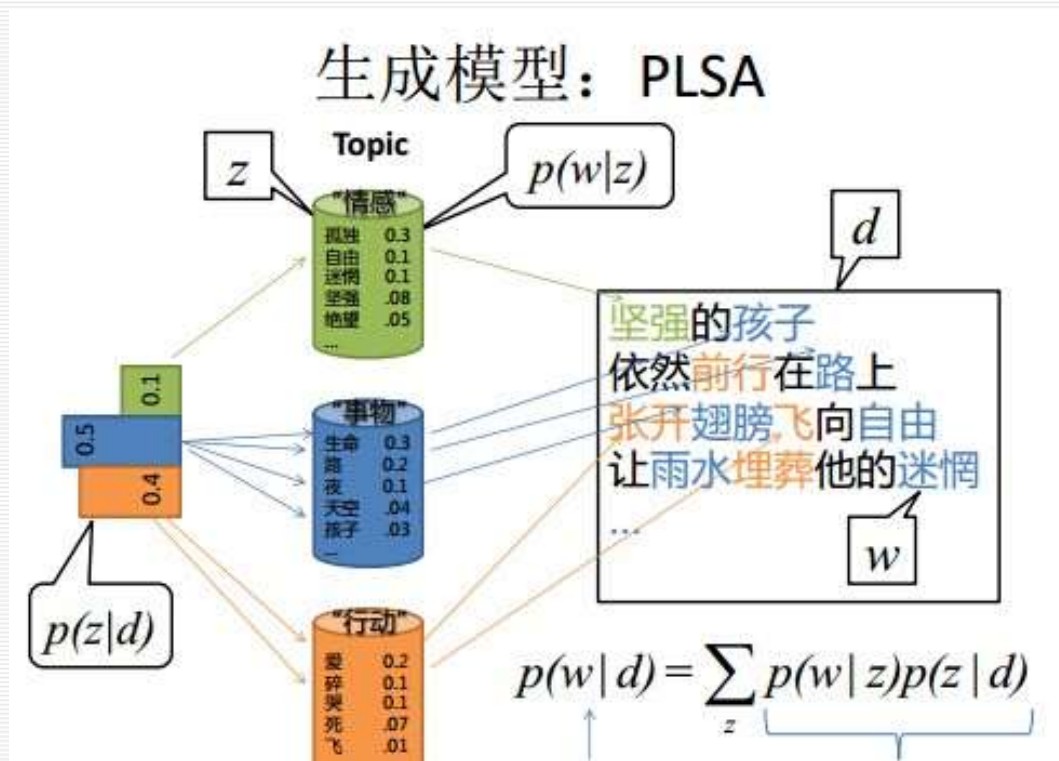 生成模型：PLSA
Topic
z
p(w|z)
"情感"
孤独 0.3
自由 0.1
迷惘 0.1
坚强 .08
绝望 .05
...
d
坚强的孩子
依然前行在路上
张开翅膀飞向自由
让雨水埋葬他的迷惘
...
w
0.1
0.5
0.4
p(z|d)
"事物"
生命 0.3
路 0.2
夜 0.1
天空 .04
孩子 .03
...
"行动"
爱 0.2
碎 0.1
哭 0.1
死 .07
飞 .01
p(w|d) = ∑ p(w|z)p(z|d)
z